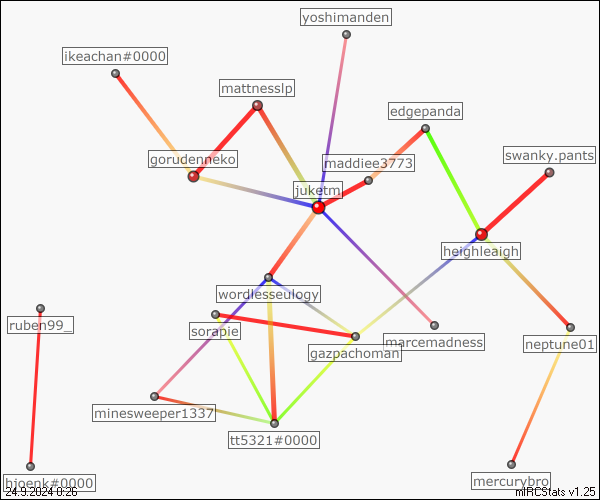 yoshimanden
ikeachan#0000
mattnesslp
edgepanda
swanky.pants
gorudenneko
maddiee3773
juketm
heighleaigh
wordlesseulogy
ruben99_
sorapie
gazpachoman
marcemadness
neptune01
minesweeper1337
tt5321#0000
hjoenk#0000
mercurybro
24.9.2024 0:26
mIRCStats v1.25